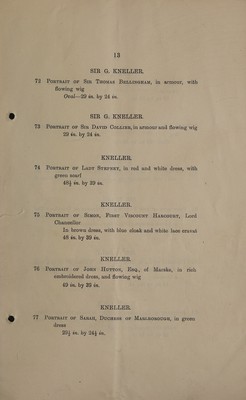 13
SIR G. KNELLER.
72 PORTRAIT OF SIR THOMAS BELLINGHAM, in armour, with
flowing wig
Oval—29 in. by 24 in.
SIR G. KNELLER.
73 PORTRAIT OF SIR DAVID COLLIER, in armour and flowing wig
29 in. by 24 in.
KNELLER.
74 PORTRAIT OF LADY STEPNEY, in red and white dress, with
green scarf
in. by 39 in.
KNELLER.
75 PORTRAIT OF SIMON, FIRST VISCOUNT HARCOURT, Lord
Chancellor
In brown dress, with blue cloak and white lace cravat
48 in. by 39 in.
KNELLER.
76 PORTRAIT OF JOHN HUTTON, Esq., of Marske, in rich
embroidered dress, and flowing wig
49 in. by 39 in.
KNELLER.
77 PORTRAIT OF SARAH, DUCHESS OF MARLBOROUGH, in green
dress
29½ in. by 24½ in.